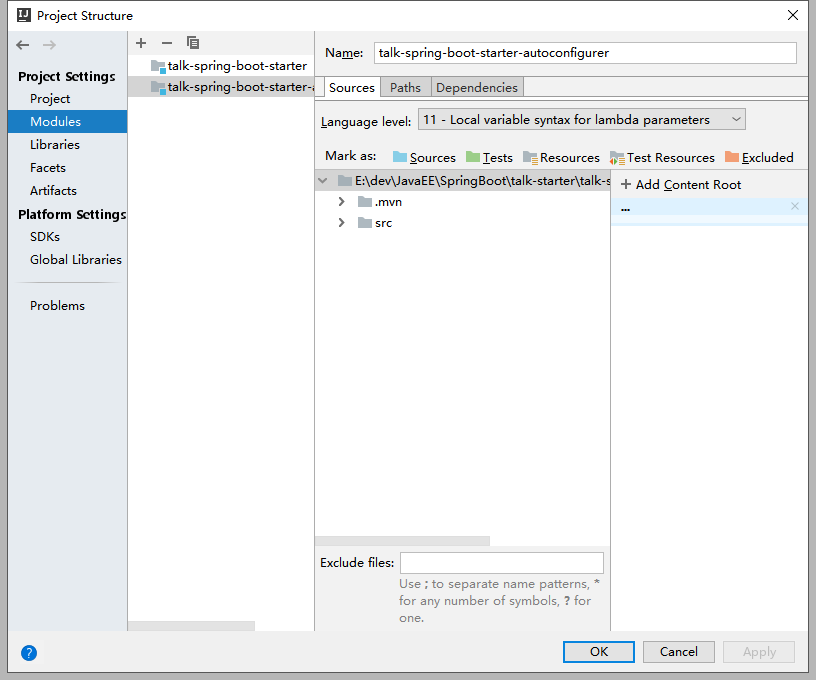 Project Structure
Project Settings
Project
Modules
Libraries
Facets
Artifacts
Platform Settings
SDKs
Global Libraries
Problems
talk-spring-boot-starter
talk-spring-boot-starter-a
Name: talk-spring-boot-starter-autoconfigurer
Sources Paths Dependencies
Language level: 11 - Local variable syntax for lambda parameters
Mark as: Sources Tests Resources Test Resources Excluded
E:\dev\JavaEE\SpringBoot\talk-starter\talk-s
.mvn
src
+ Add Content Root
...
Exclude files:
Use ; to separate name patterns, *
for any number of symbols, ? for
one.
?
OK Cancel Apply